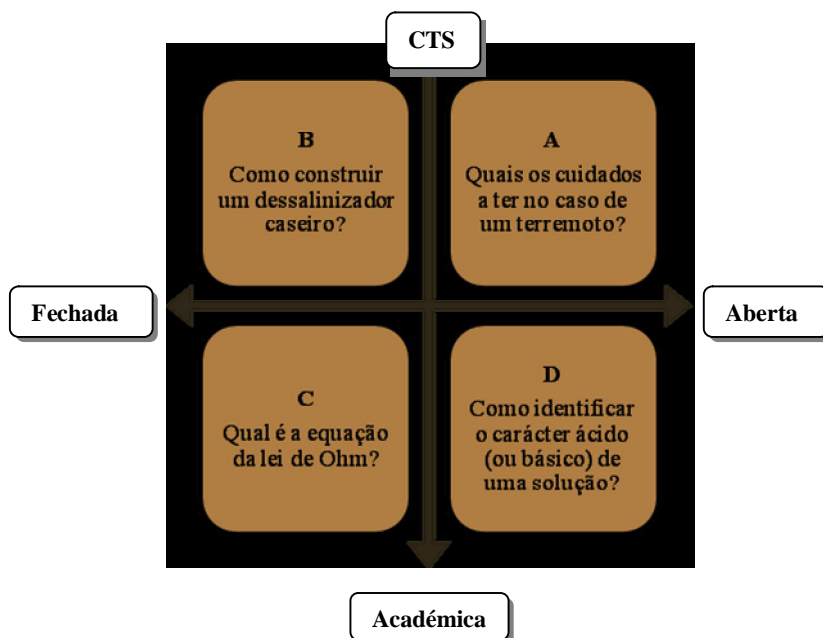 CTS
B
Como construir
um dessalinizador
caseiro?
A
Quais os cuidados
a ter no caso de
um terremoto?
Fechada
Aberta
C
Qual é a equação
da lei de Ohm?
D
Como identificar
o carácter ácido
(ou básico) de
uma solução?
Académica